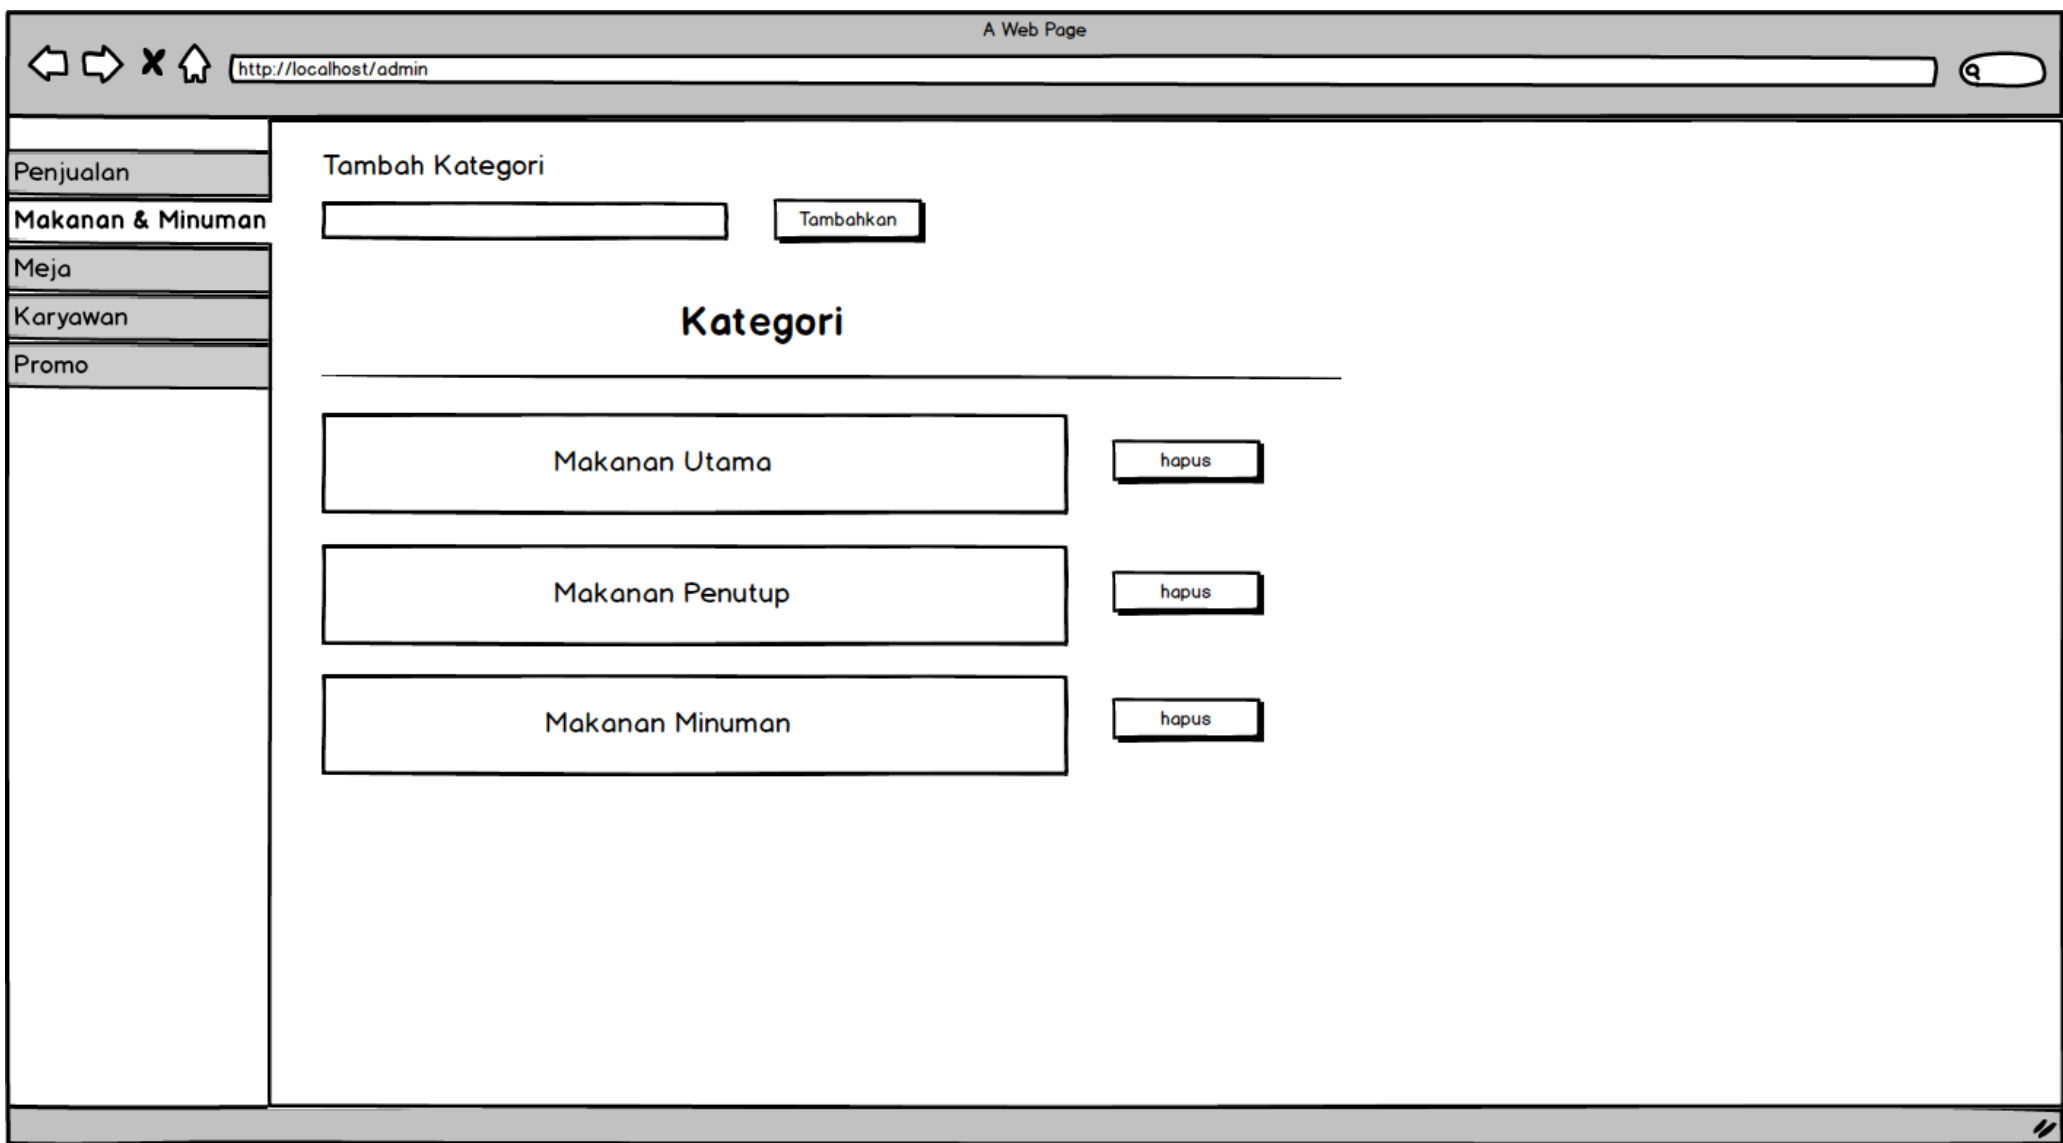 A Web Page
http://localhost/admin
Penjualan
Makanan & Minuman
Meja
Karyawan
Promo
Tambah Kategori
Tambahkan
Kategori
Makanan Utama
hapus
Makanan Penutup
hapus
Makanan Minuman
hapus